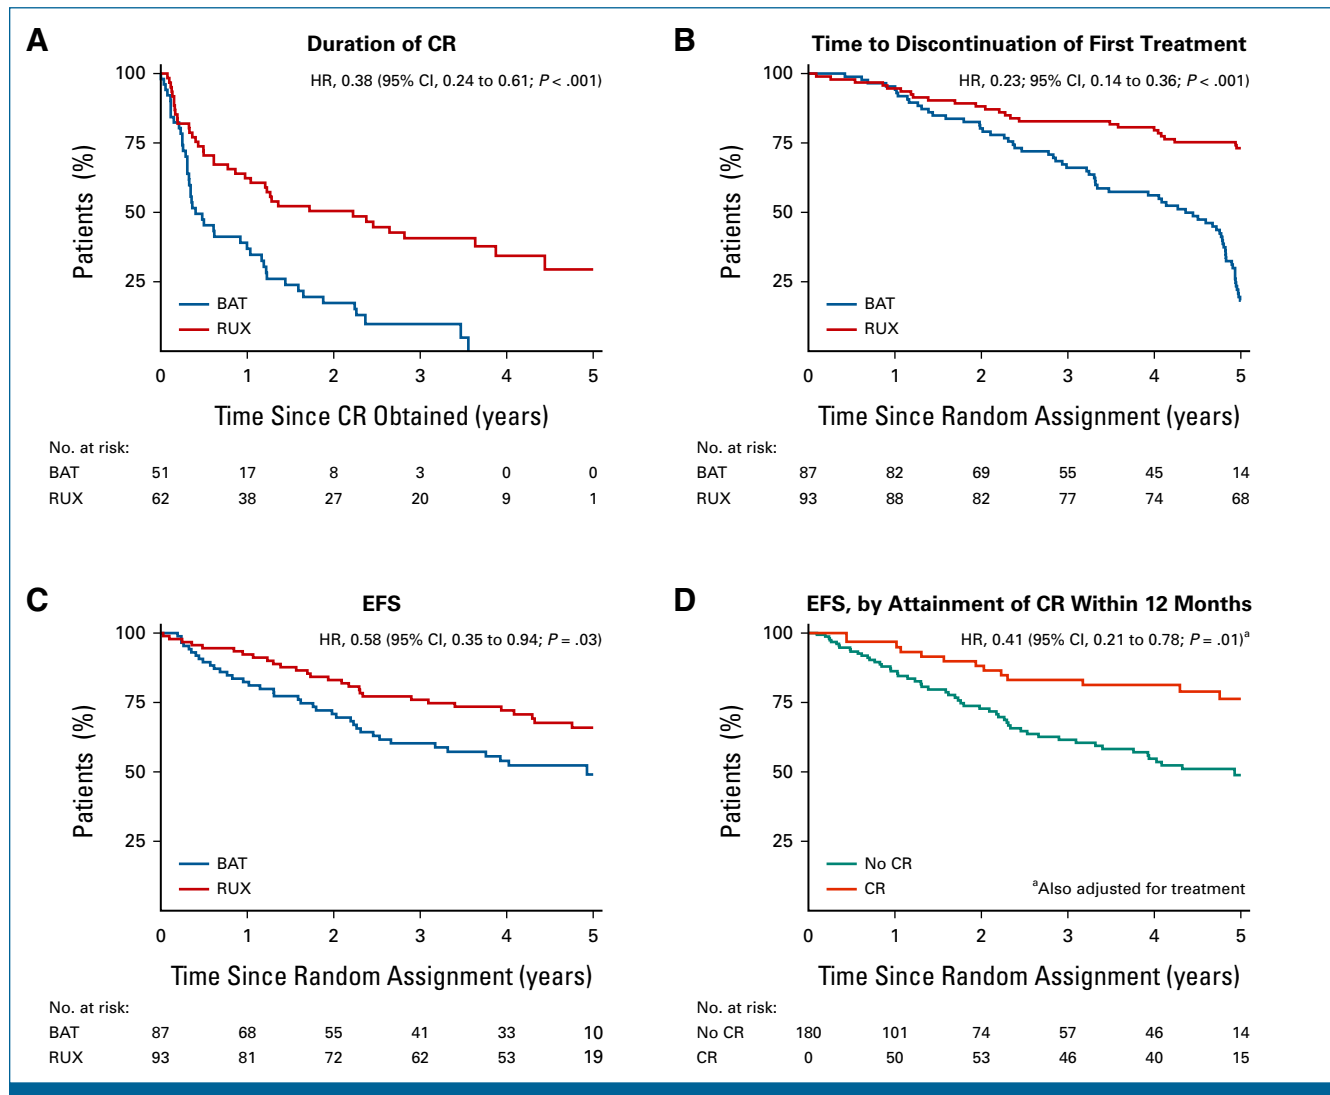 A
Duration of CR
HR, 0.38 (95% CI, 0.24 to 0.61; P < .001)
100
75
50
25
Patients (%)
BAT
RUX
0 1 2 3 4 5
Time Since CR Obtained (years)
No. at risk:
BAT 51 17 8 3 0 0
RUX 62 38 27 20 9 1
B
Time to Discontinuation of First Treatment
HR, 0.23; 95% CI, 0.14 to 0.36; P < .001)
100
75
50
25
Patients (%)
BAT
RUX
0 1 2 3 4 5
Time Since Random Assignment (years)
No. at risk:
BAT 87 82 69 55 45 14
RUX 93 88 82 77 74 68
C
EFS
HR, 0.58 (95% CI, 0.35 to 0.94; P = .03)
100
75
50
25
Patients (%)
BAT
RUX
0 1 2 3 4 5
Time Since Random Assignment (years)
No. at risk:
BAT 87 68 55 41 33 10
RUX 93 81 72 62 53 19
D
EFS, by Attainment of CR Within 12 Months
HR, 0.41 (95% CI, 0.21 to 0.78; P = .01)ᵃ
100
75
50
25
Patients (%)
No CR
CR
ᵃAlso adjusted for treatment
0 1 2 3 4 5
Time Since Random Assignment (years)
No. at risk:
No CR 180 101 74 57 46 14
CR 0 50 53 46 40 15